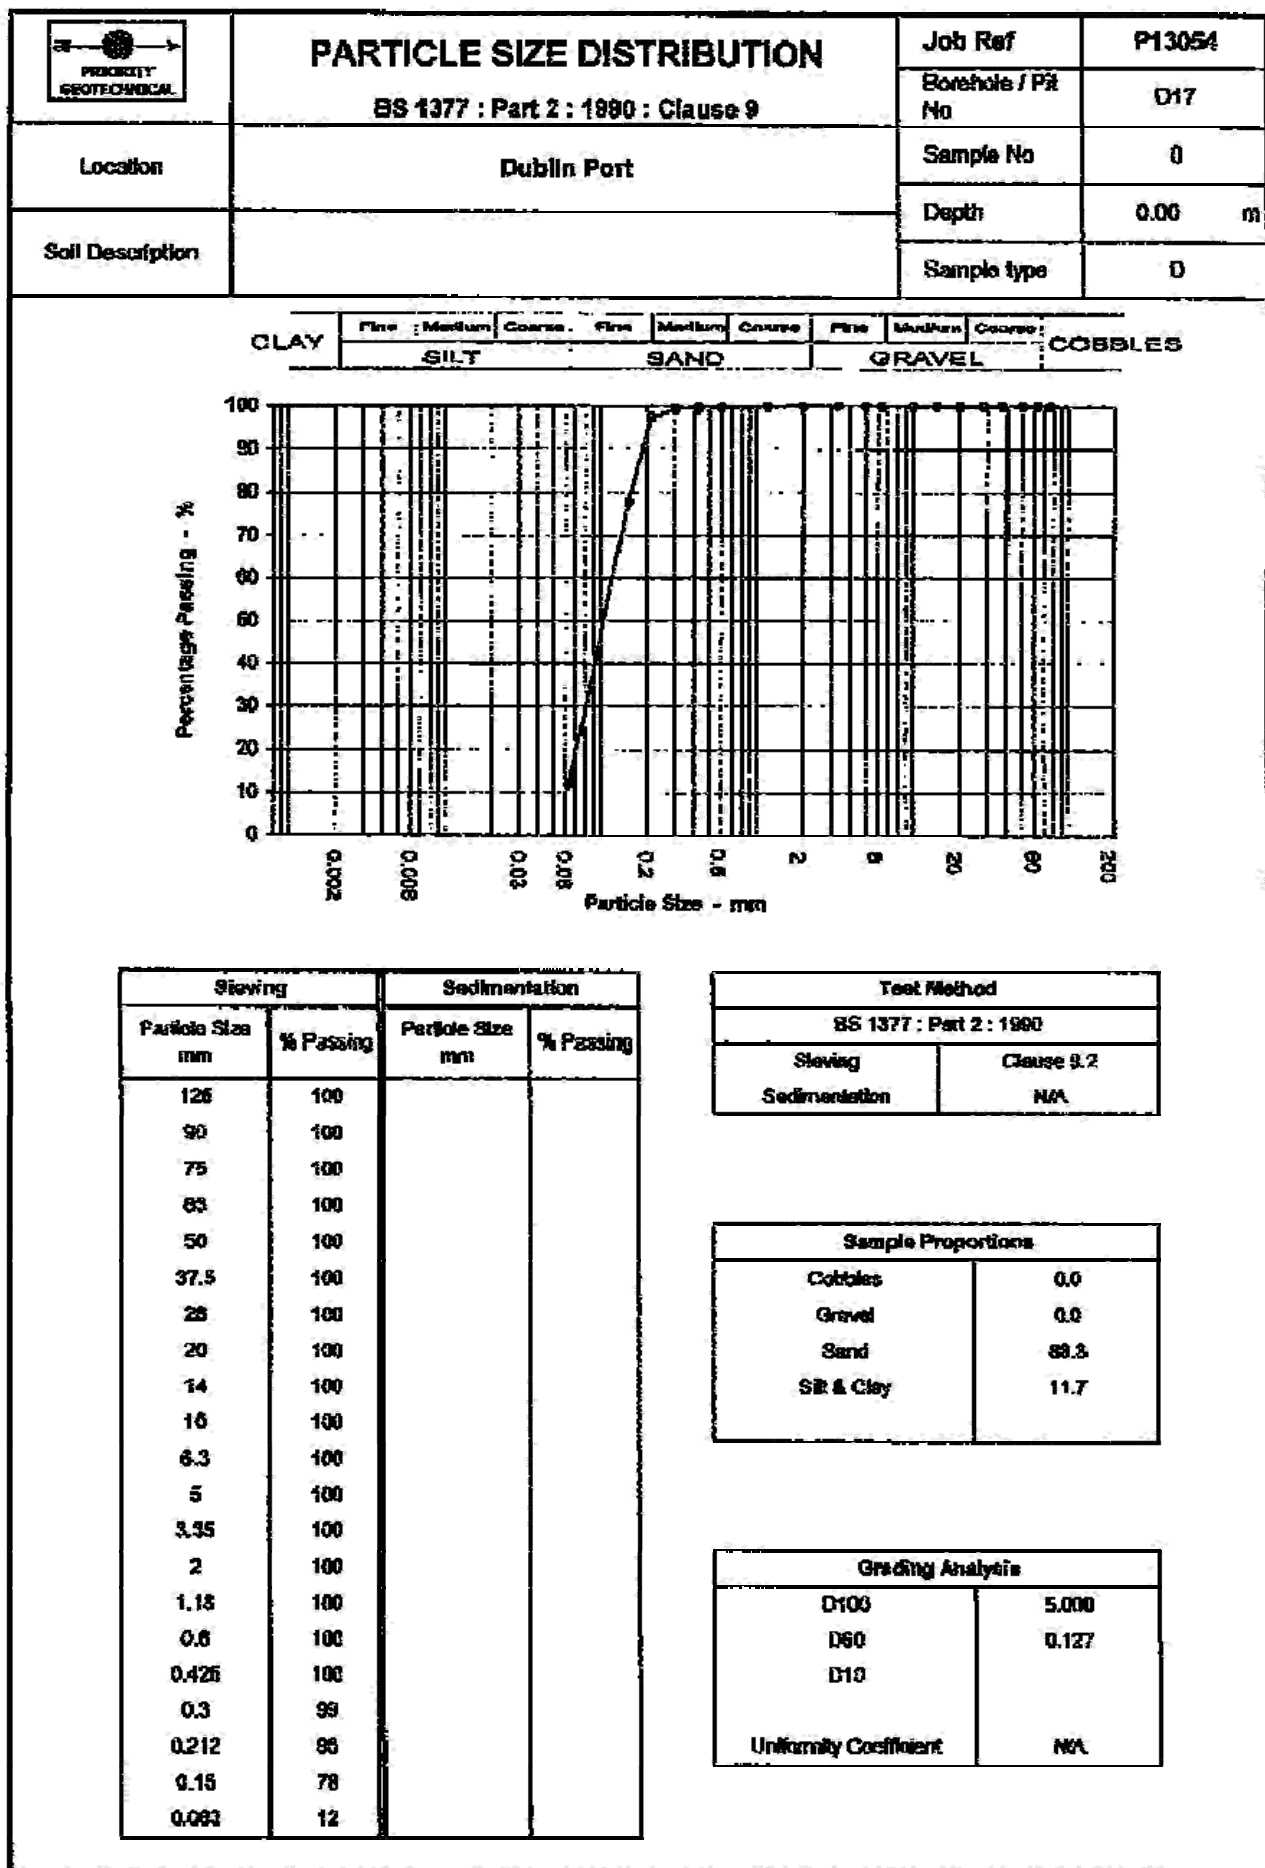 PRIORITY
GEOTECHNICAL
PARTICLE SIZE DISTRIBUTION
BS 1377 : Part 2 : 1990 : Clause 9
Job Ref P13054
Borehole / Pit No D17
Location Dublin Port
Sample No 0
Depth 0.00 m
Soil Description
Sample type D
CLAY Fine Medium Coarse Fine Medium Coarse Fine Medium Coarse COBBLES
SILT SAND GRAVEL
100
90
80
70
60
50
40
30
20
10
0
Percentage Passing - %
0.002 0.006 0.02 0.06 0.2 0.6 2 6 20 60 200
Particle Size - mm
Sieving Sedimentation
Particle Size mm % Passing Particle Size mm % Passing
125 100
90 100
75 100
63 100
50 100
37.5 100
28 100
20 100
14 100
10 100
6.3 100
5 100
3.35 100
2 100
1.18 100
0.6 100
0.425 100
0.3 99
0.212
0.15 78
0.063 12
Test Method
BS 1377 : Part 2 : 1990
Sieving Clause 9.2
Sedimentation N/A
Sample Proportions
Cobbles 0.0
Gravel 0.0
Sand 88.3
Silt & Clay 11.7
Grading Analysis
D100 5.000
D60 0.127
D10
Uniformity Coefficient N/A